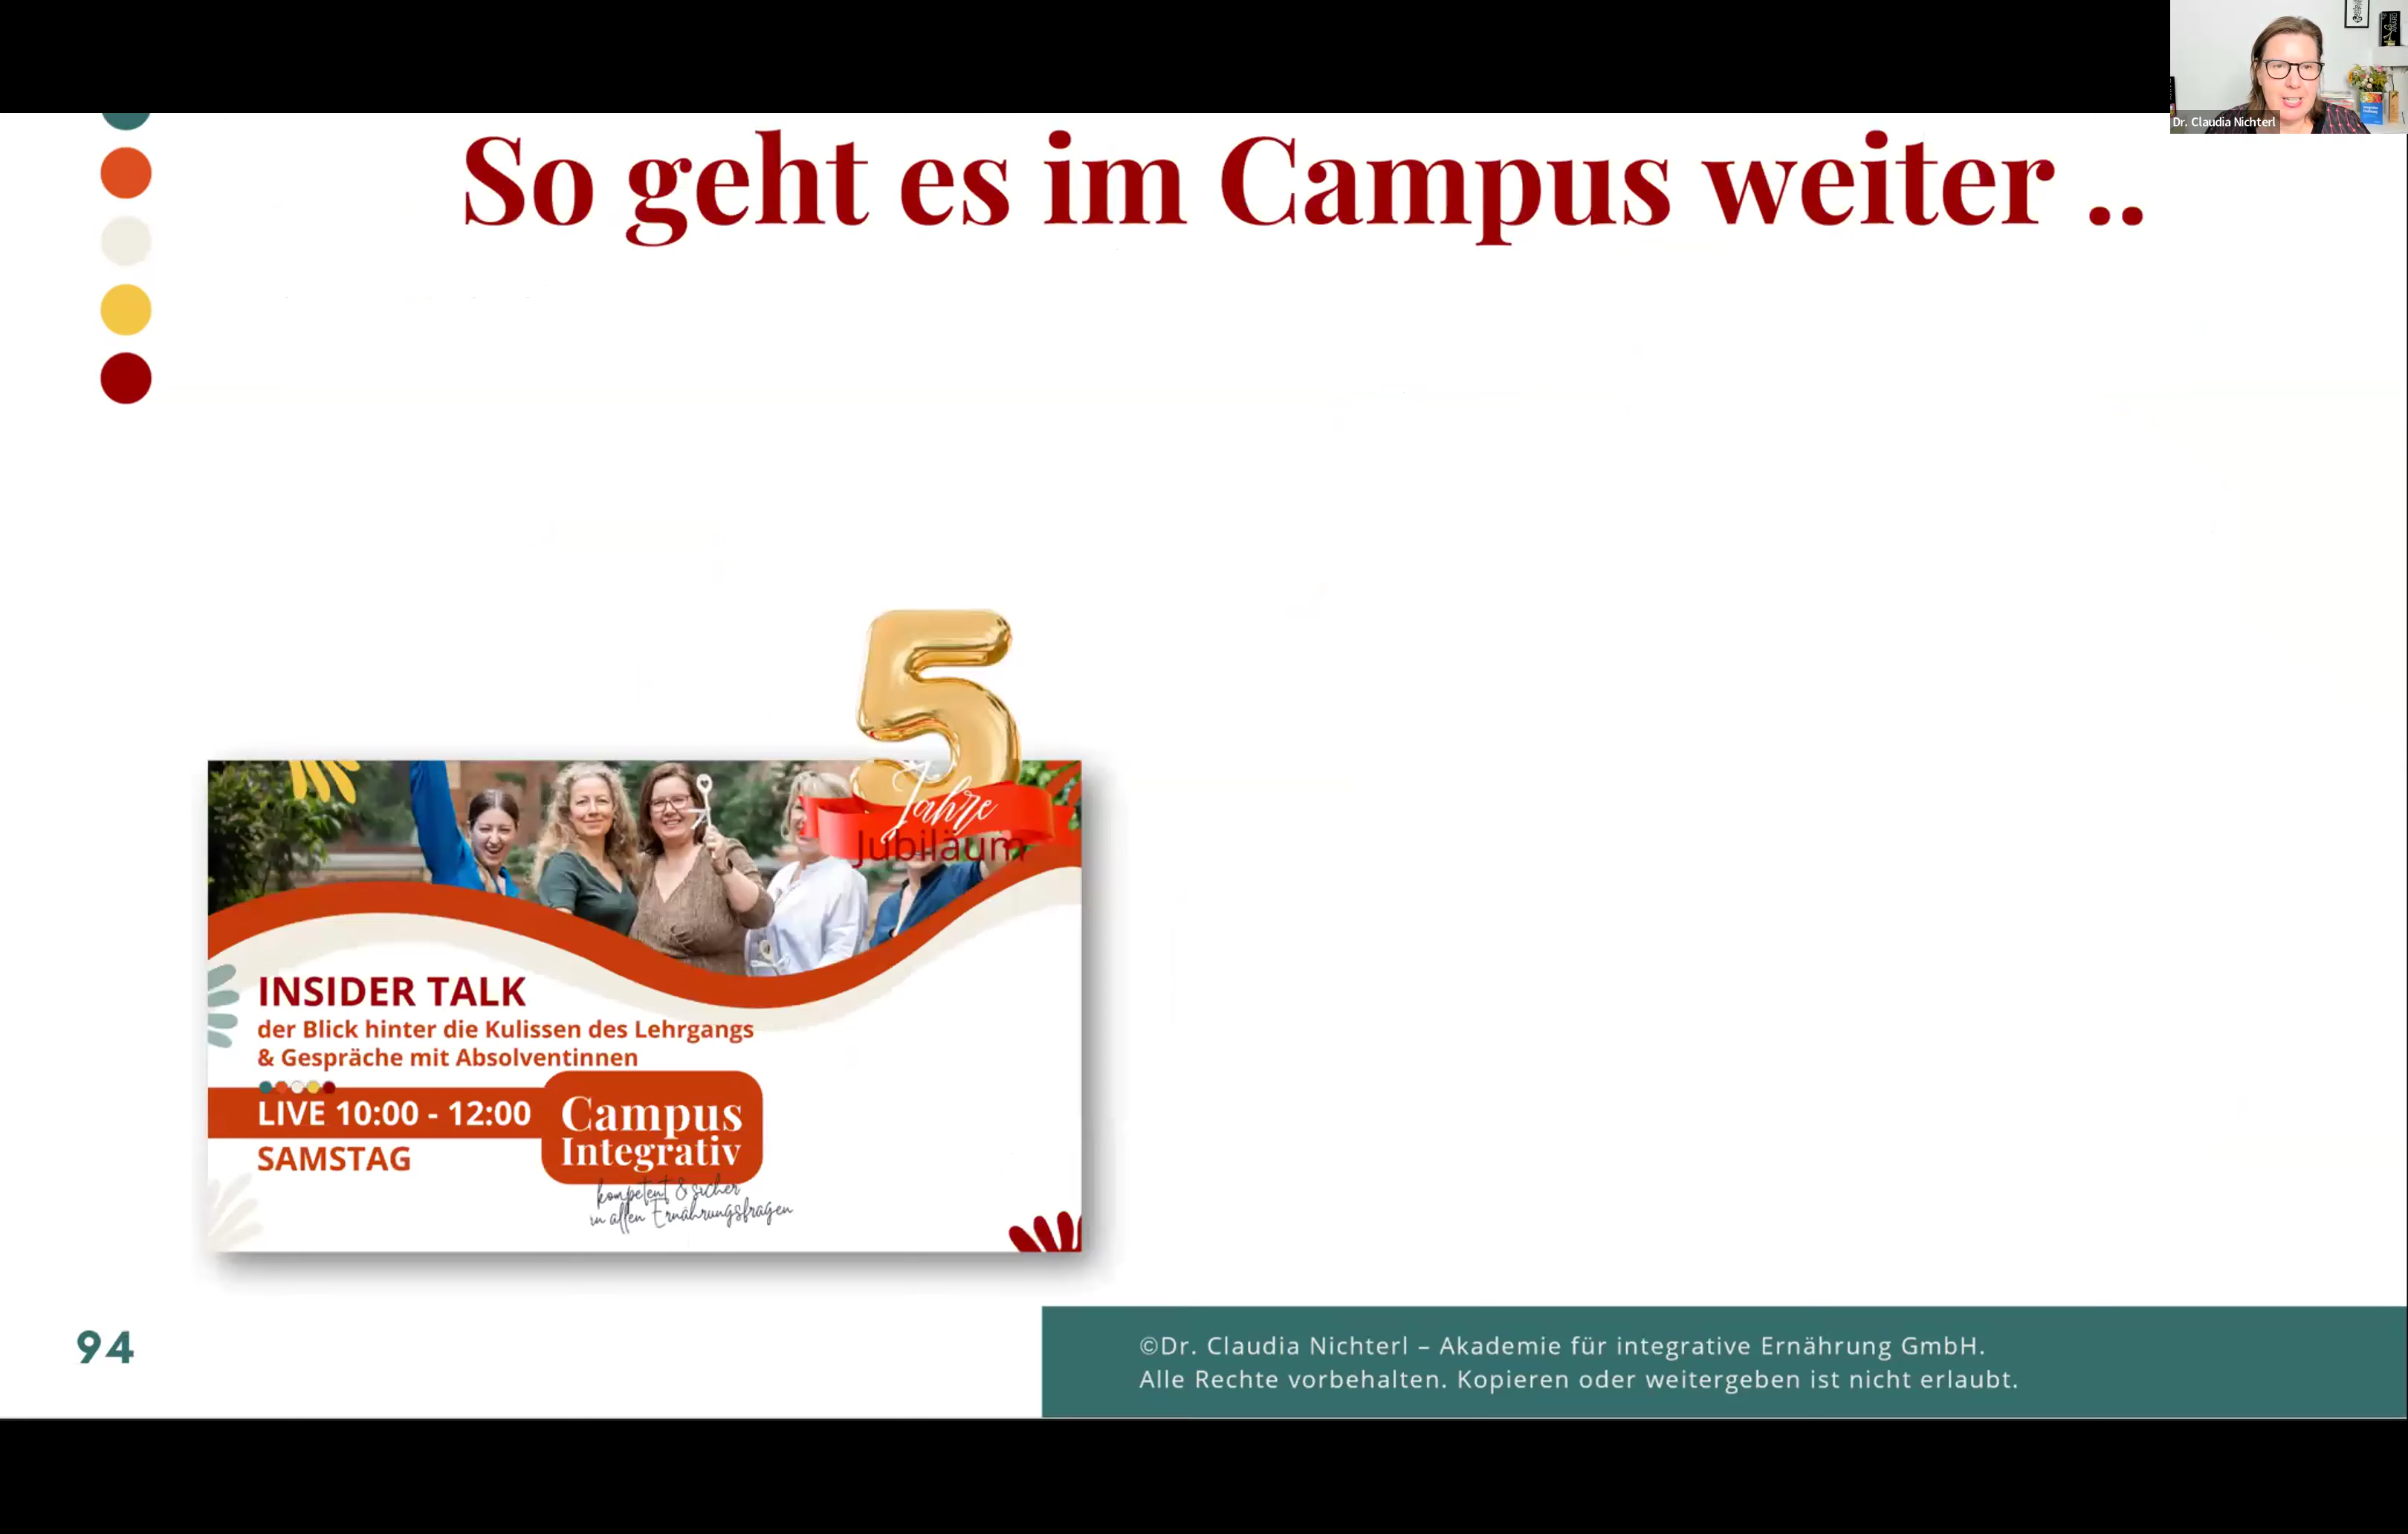 Dr. Claudia Nichterl
So geht es im Campus weiter ..
5
Jahre
Jubiläum
INSIDER TALK
der Blick hinter die Kulissen des Lehrgangs
& Gespräche mit Absolventinnen
LIVE 10:00 - 12:00
SAMSTAG
Campus
Integrativ
kompetent & sicher
in allen Ernährungsfragen
94
©Dr. Claudia Nichterl – Akademie für integrative Ernährung GmbH.
Alle Rechte vorbehalten. Kopieren oder weitergeben ist nicht erlaubt.